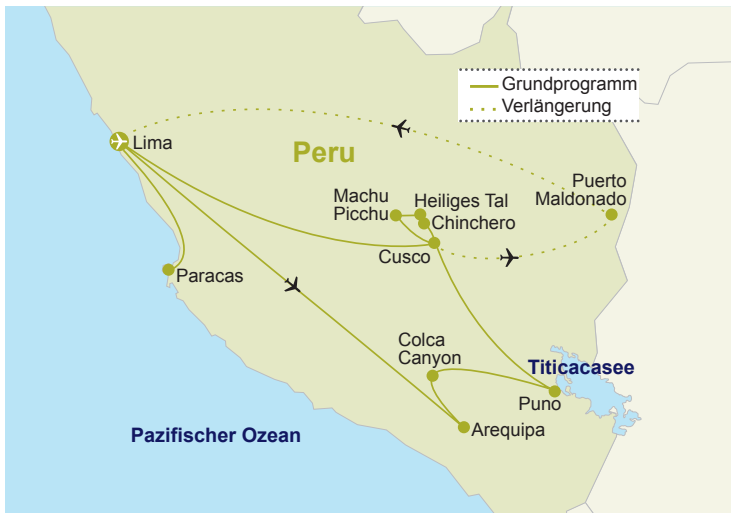 Grundprogramm
Verlängerung
Lima
Peru
Puerto
Maldonado
Machu
Picchu
Heiliges Tal
Chinchero
Cusco
Paracas
Colca
Canyon
Titicacasee
Puno
Arequipa
Pazifischer Ozean